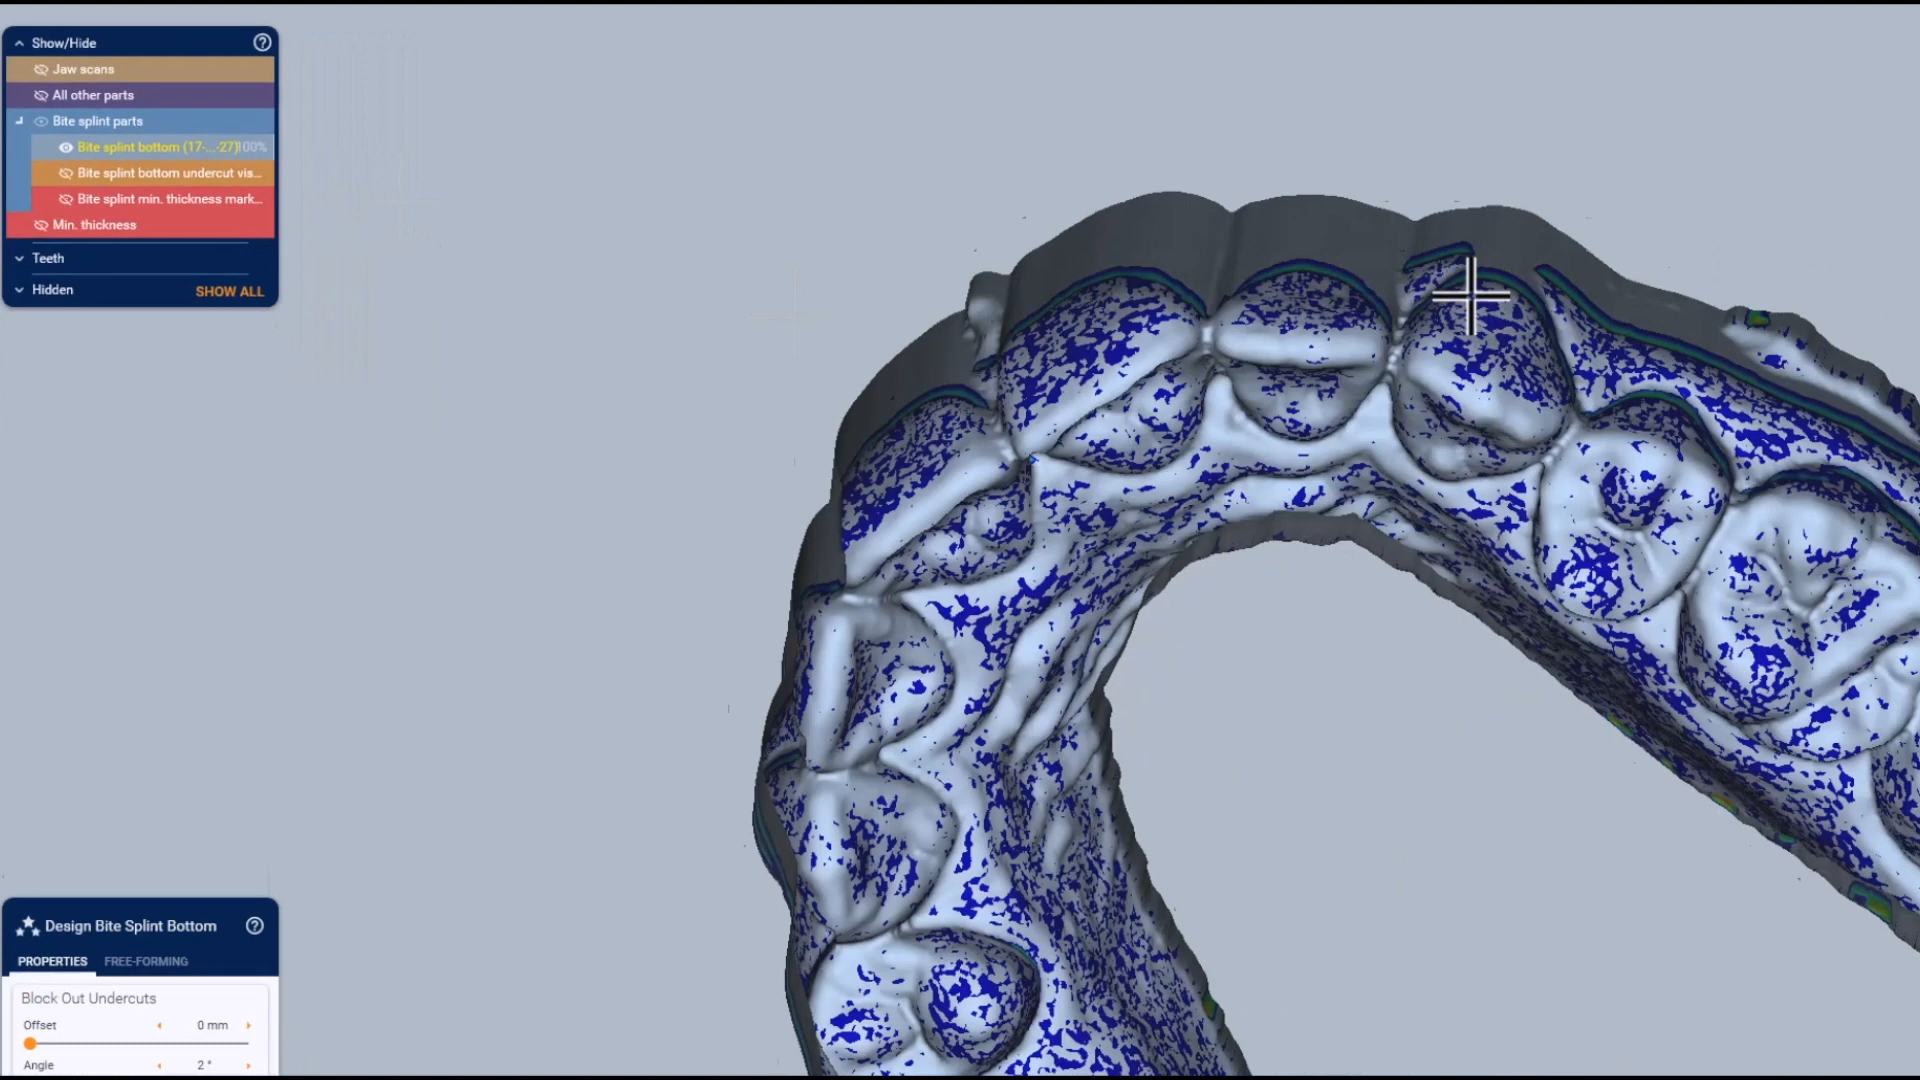 Show/Hide
Jaw scans
All other parts
Bite splint parts
Bite splint bottom (17-...-27) 100%
Bite splint bottom undercut vis...
Bite splint min. thickness mark...
Min. thickness
Teeth
Hidden SHOW ALL
Design Bite Splint Bottom
PROPERTIES FREE-FORMING
Block Out Undercuts
Offset 0 mm
Angle 2 °